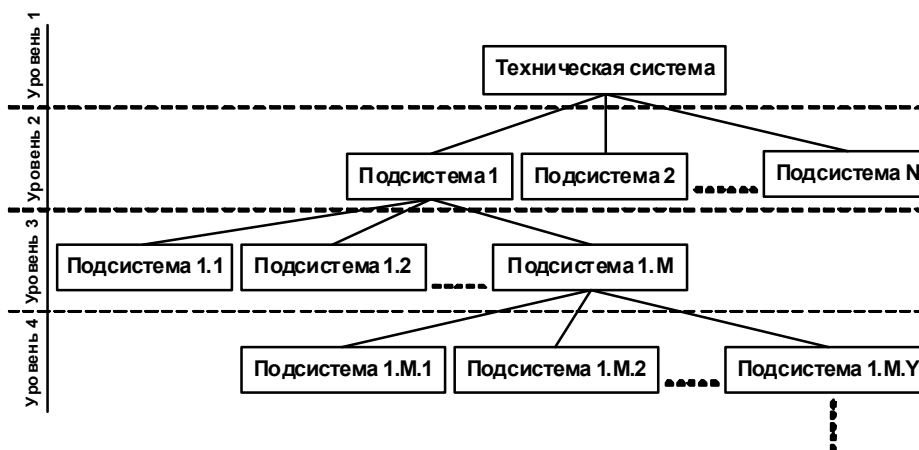 Уровень 1
Техническая система
Уровень 2
Подсистема 1
Подсистема 2
Подсистема N
Уровень 3
Подсистема 1.1
Подсистема 1.2
Подсистема 1.М
Уровень 4
Подсистема 1.М.1
Подсистема 1.М.2
Подсистема 1.М.Y